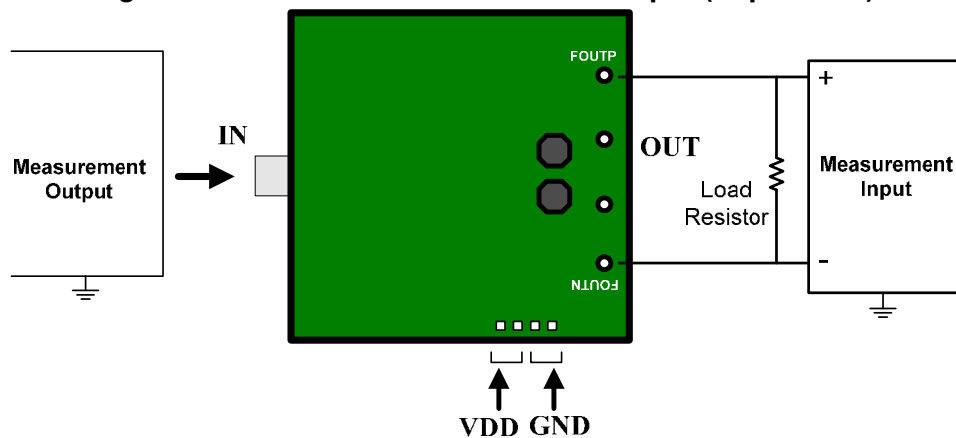 FOUTP
IN
OUT
Measurement
Output
+
Measurement
Input
Load
Resistor
-
FOUTN
VDD GND